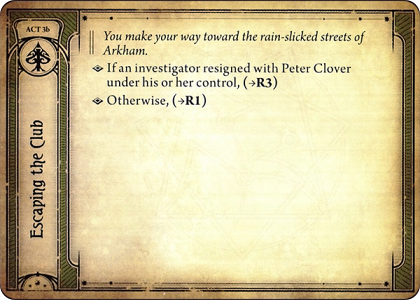 ACT 3b
Escaping the Club
You make your way toward the rain-slicked streets of
Arkham.
If an investigator resigned with Peter Clover
under his or her control, (→R3)
Otherwise, (→R1)